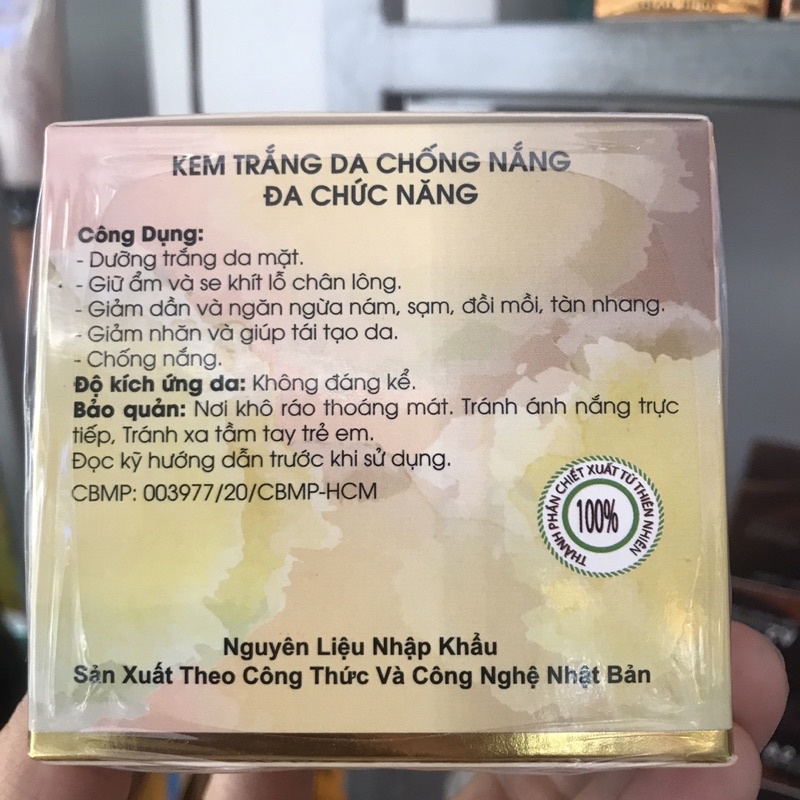 KEM TRẮNG DA CHỐNG NẮNG
ĐA CHỨC NĂNG
Công Dụng:
- Dưỡng trắng da mặt.
- Giữ ẩm và se khít lỗ chân lông.
- Giảm dần và ngăn ngừa nám, sạm, đồi mồi, tàn nhang.
- Giảm nhăn và giúp tái tạo da.
- Chống nắng.
Độ kích ứng da: Không đáng kể.
Bảo quản: Nơi khô ráo thoáng mát. Tránh ánh nắng trực
tiếp, Tránh xa tầm tay trẻ em.
Đọc kỹ hướng dẫn trước khi sử dụng.
CBMP: 003977/20/CBMP-HCM
THÀNH PHẦN CHIẾT XUẤT TỪ THIÊN NHIÊN
100%
Nguyên Liệu Nhập Khẩu
Sản Xuất Theo Công Thức Và Công Nghệ Nhật Bản